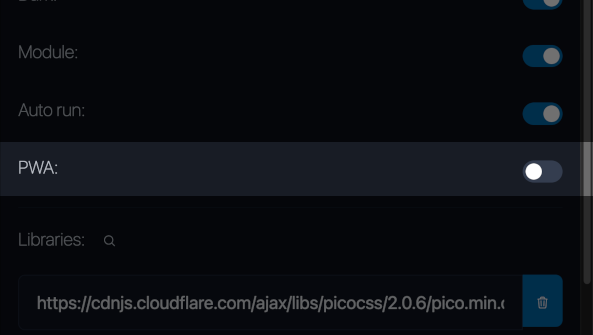 Module:
Auto run:
PWA:
Libraries:
https://cdnjs.cloudflare.com/ajax/libs/picocss/2.0.6/pico.min.c